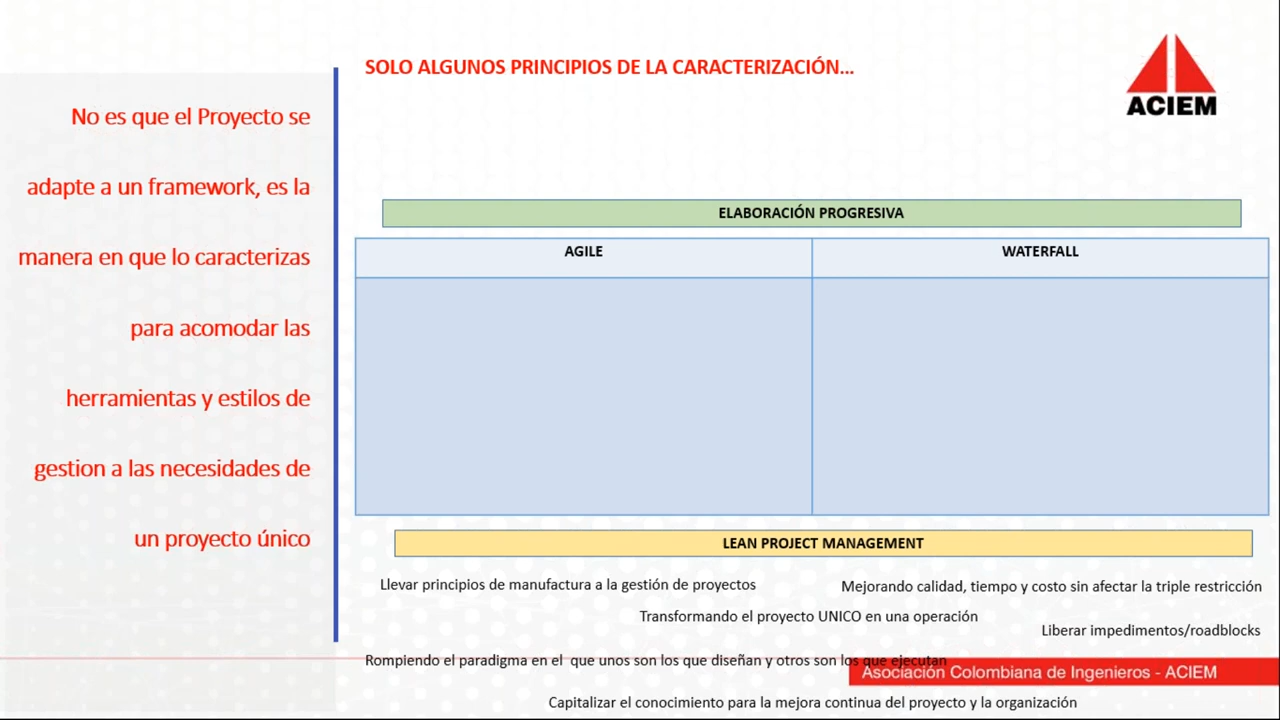 SOLO ALGUNOS PRINCIPIOS DE LA CARACTERIZACIÓN...
ACIEM
No es que el Proyecto se
adapte a un framework, es la
manera en que lo caracterizas
para acomodar las
herramientas y estilos de
gestion a las necesidades de
un proyecto único
ELABORACIÓN PROGRESIVA
AGILE
WATERFALL
LEAN PROJECT MANAGEMENT
Llevar principios de manufactura a la gestión de proyectos
Mejorando calidad, tiempo y costo sin afectar la triple restricción
Transformando el proyecto UNICO en una operación
Liberar impedimentos/roadblocks
Rompiendo el paradigma en el que unos son los que diseñan y otros son los que ejecutan
Asociación Colombiana de Ingenieros - ACIEM
Capitalizar el conocimiento para la mejora continua del proyecto y la organización